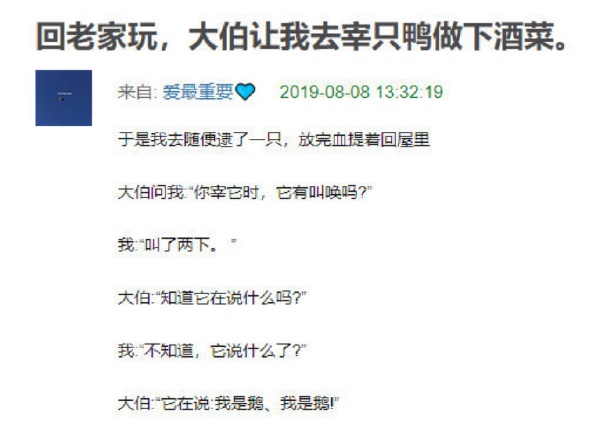 回老家玩，大伯让我去宰只鸭做下酒菜。
来自: 爱最重要💙 2019-08-08 13:32:19
于是我去随便逮了一只，放完血提着回屋里
大伯问我:“你宰它时，它有叫唤吗?”
我:“叫了两下。 ”
大伯:“知道它在说什么吗?”
我:“不知道，它说什么了?”
大伯:“它在说:我是鹅、我是鹅!”